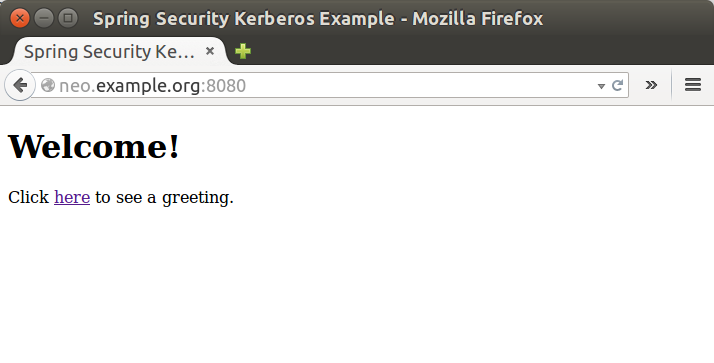 Spring Security Kerberos Example - Mozilla Firefox
Spring Security Ke...
neo.example.org:8080
Welcome!
Click here to see a greeting.